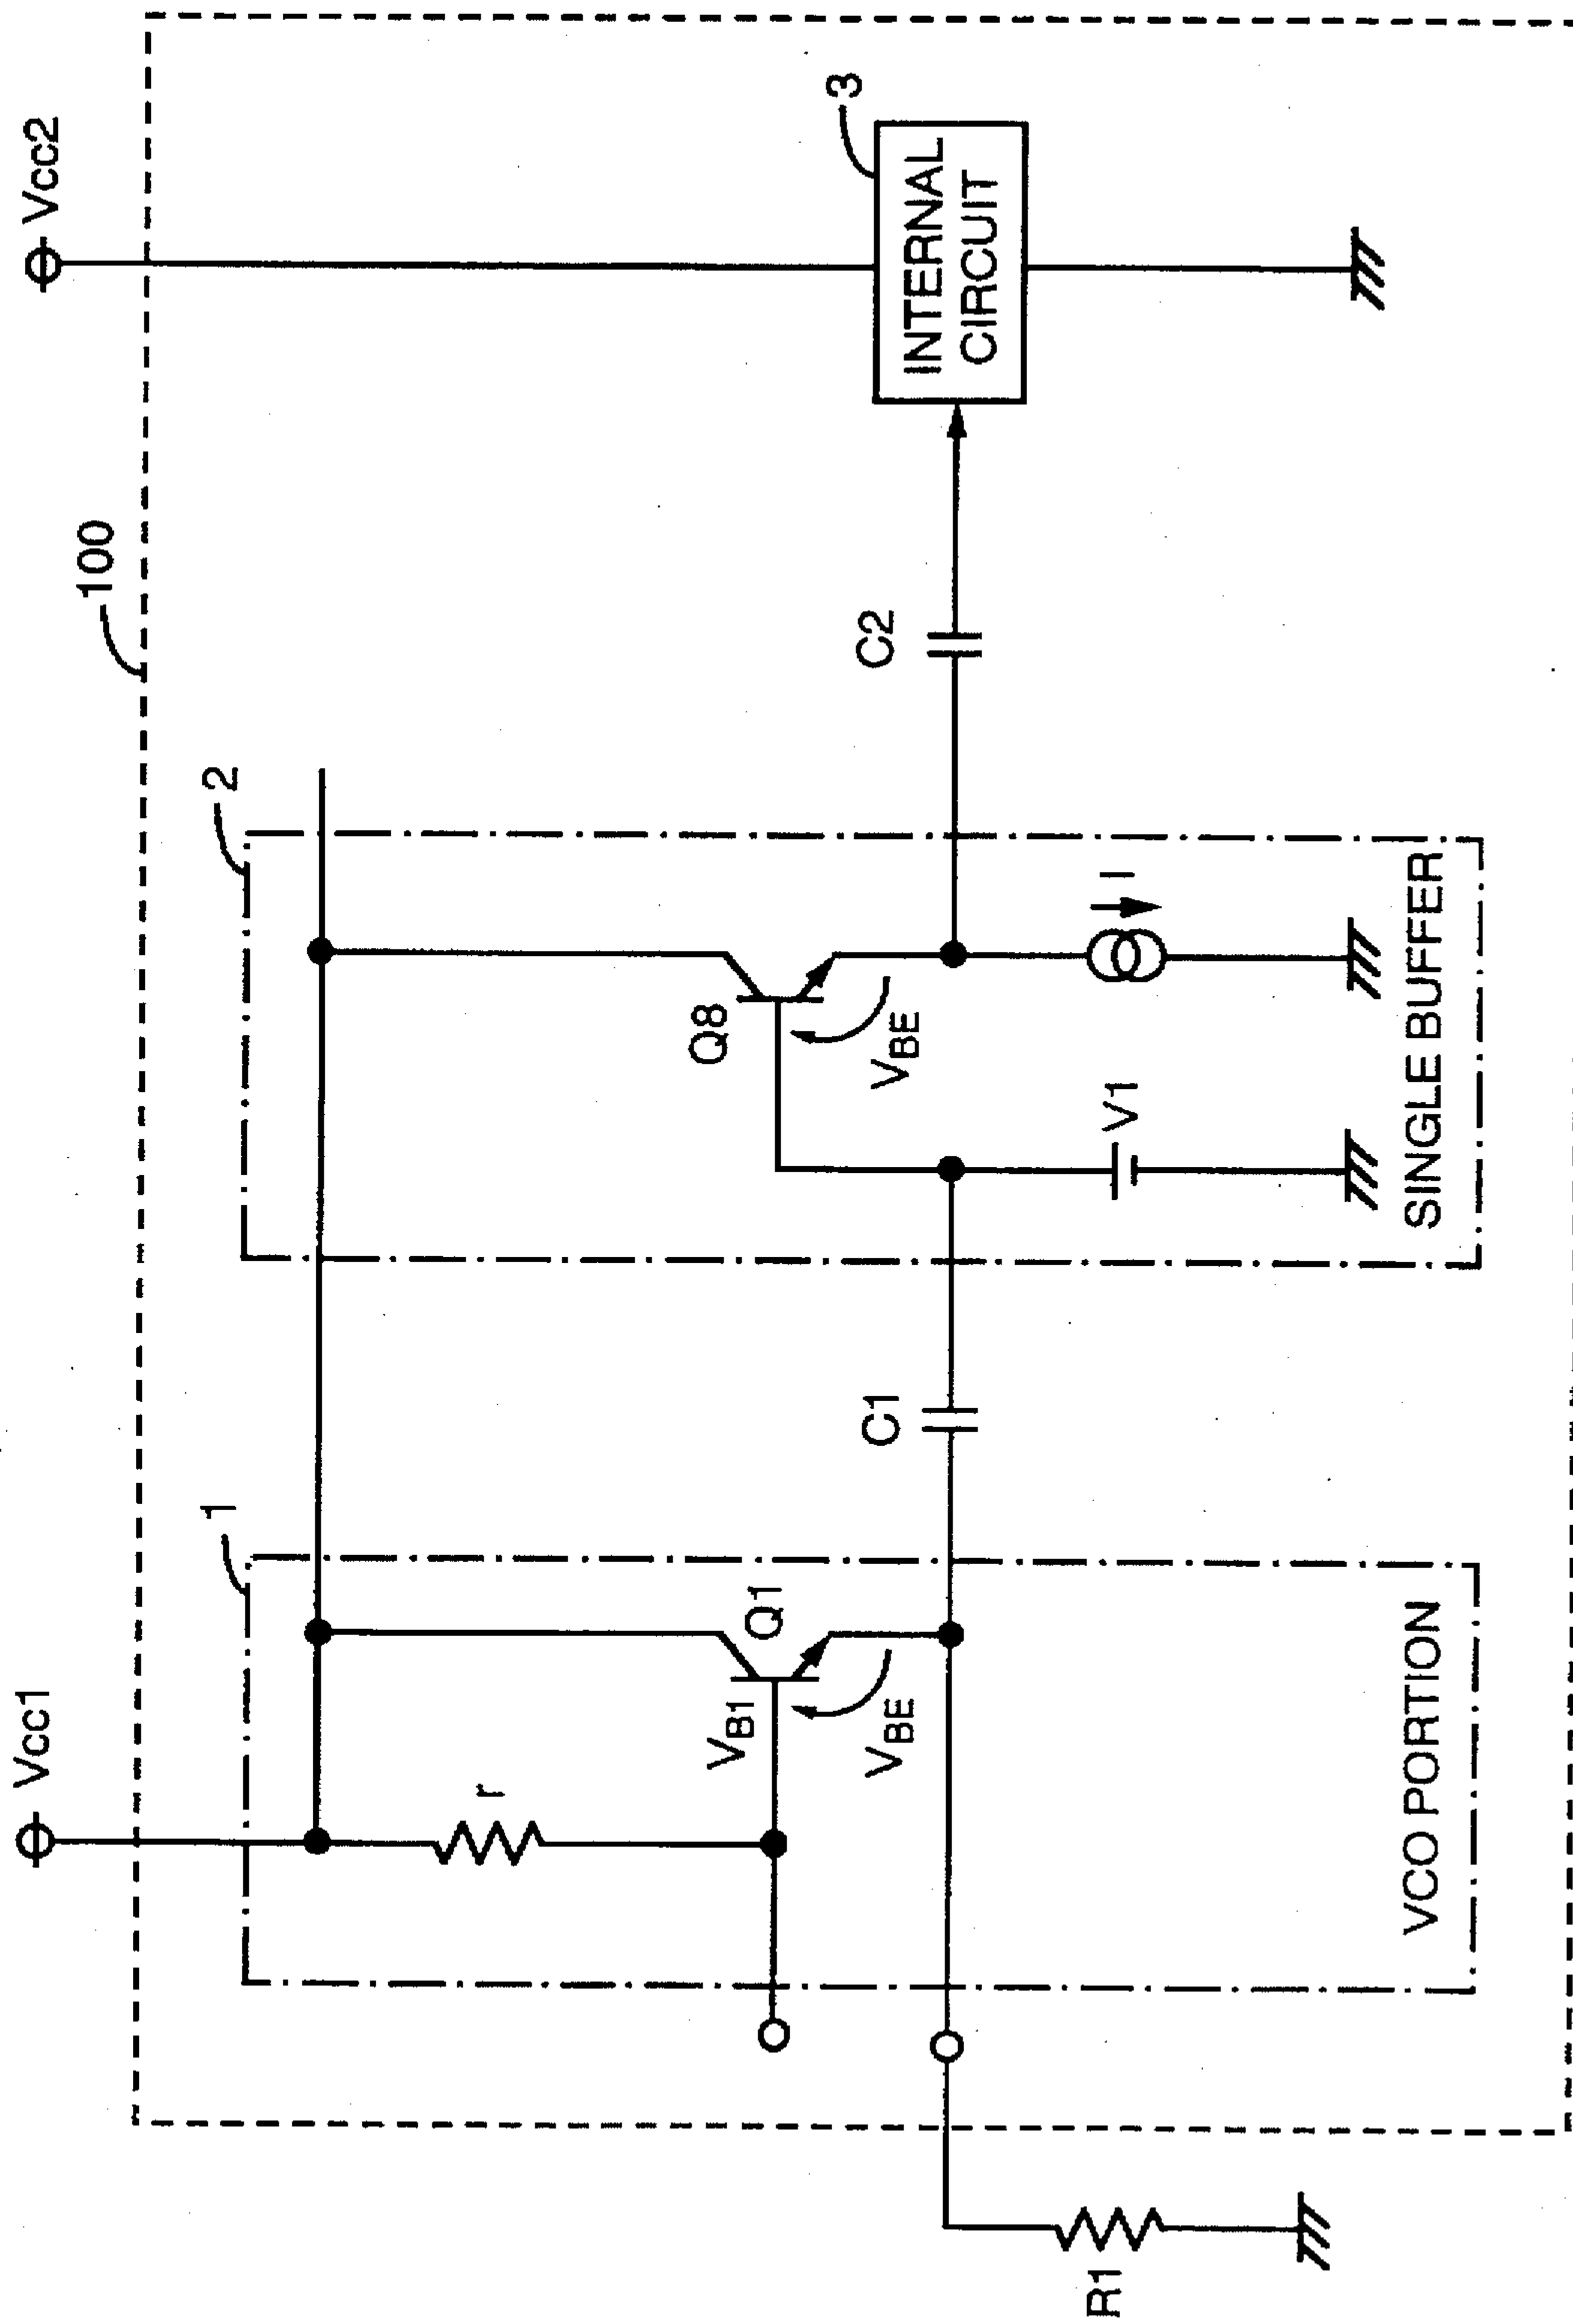 Vcc1
Vcc2
100
1
2
3
r
VB1
Q1
VBE
Q8
VBE
C1
C2
INTERNAL
CIRCUIT
V1
I
R1
VCO PORTION
SINGLE BUFFER